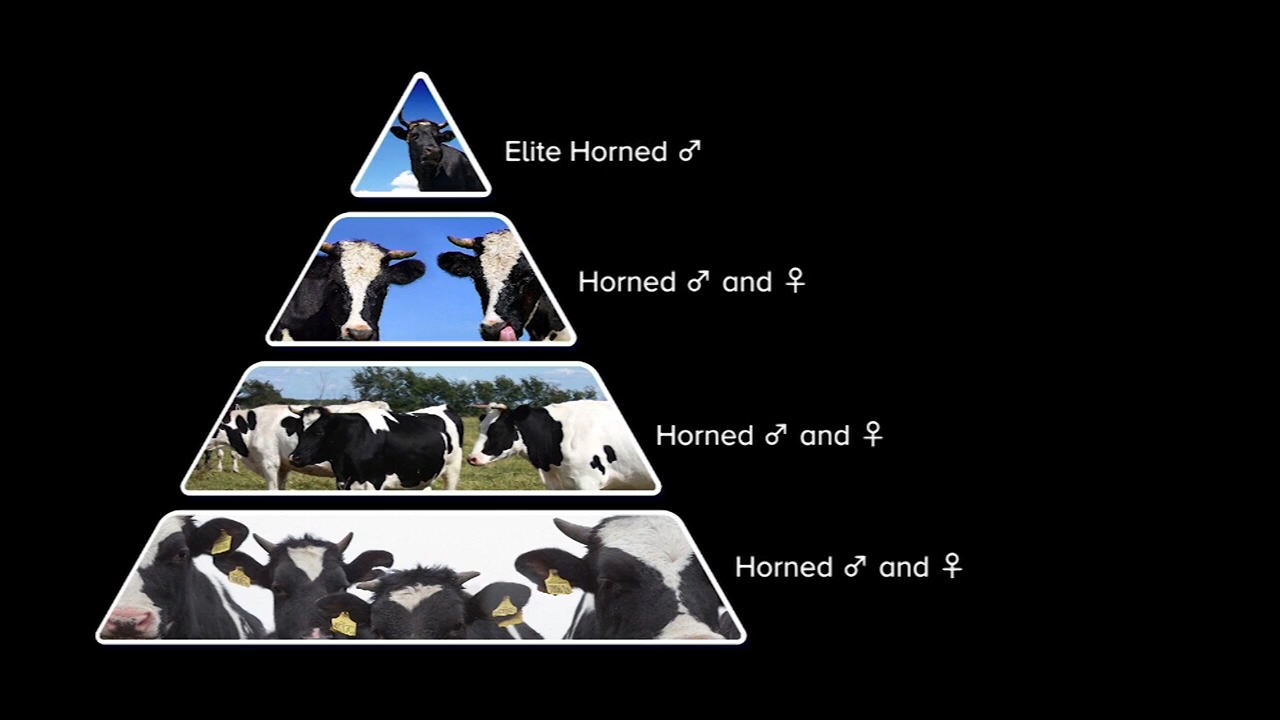 Elite Horned ♂
Horned ♂ and ♀
Horned ♂ and ♀
Horned ♂ and ♀